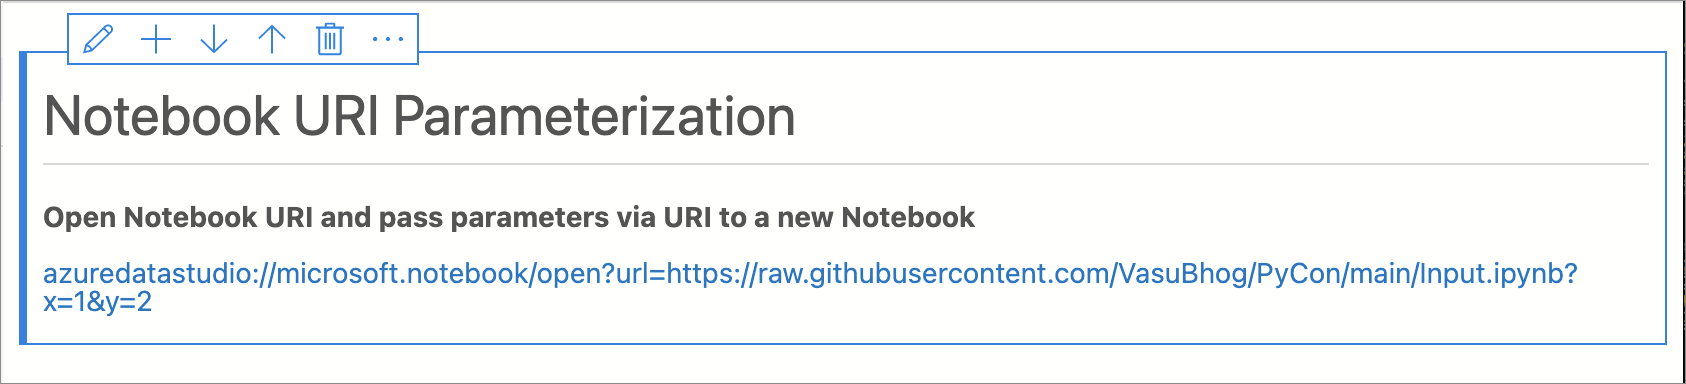 Notebook URI Parameterization
Open Notebook URI and pass parameters via URI to a new Notebook
azuredatastudio://microsoft.notebook/open?url=https://raw.githubusercontent.com/VasuBhog/PyCon/main/Input.ipynb?
x=1&y=2